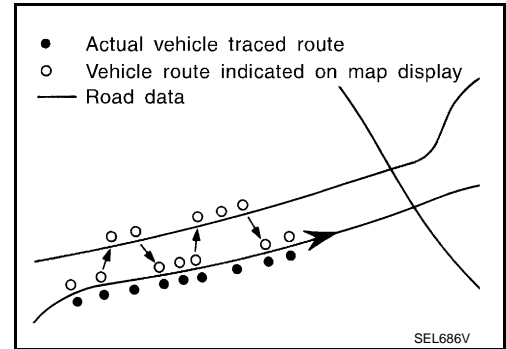 Actual vehicle traced route
Vehicle route indicated on map display
Road data
SEL686V